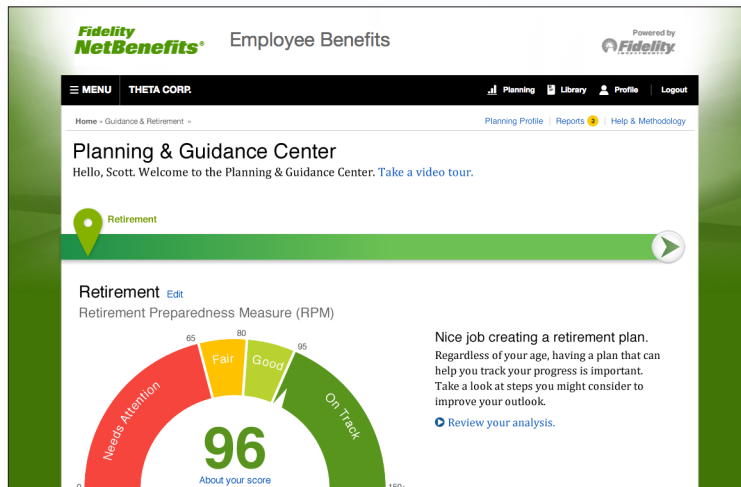 Fidelity
NetBenefits®
Employee Benefits
Powered by
Fidelity
INVESTMENTS
☰ MENU
THETA CORP.
Planning
Library
Profile
Logout
Home » Guidance & Retirement »
Planning Profile | Reports 3 | Help & Methodology
Planning & Guidance Center
Hello, Scott. Welcome to the Planning & Guidance Center. Take a video tour.
Retirement
Retirement Edit
Retirement Preparedness Measure (RPM)
65
80
95
Needs Attention
Fair
Good
On Track
96
About your score
0
150+
Nice job creating a retirement plan.
Regardless of your age, having a plan that can
help you track your progress is important.
Take a look at steps you might consider to
improve your outlook.
Review your analysis.